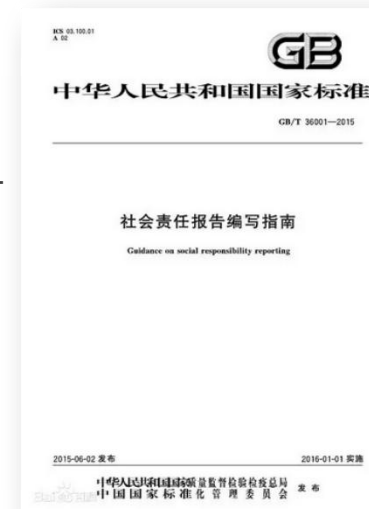 ICS 03.100.01
A 02
GB
中华人民共和国国家标准
GB/T 36001—2015
社会责任报告编写指南
Guidance on social responsibility reporting
2015-06-02 发布
2016-01-01 实施
中华人民共和国国家质量监督检验检疫总局
中国国家标准化管理委员会
发布
Bai
百科